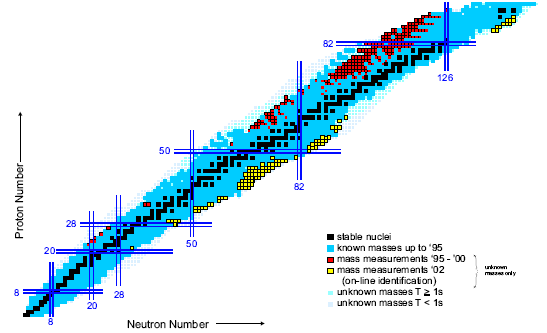 82
126
Proton Number
50
82
28
50
20
28
8
20
8
Neutron Number
stable nuclei
known masses up to '95
mass measurements '95 - '00
mass measurements '02
(on-line identification)
unknown masses T ≥ 1s
unknown masses T < 1s
unknown
masses only